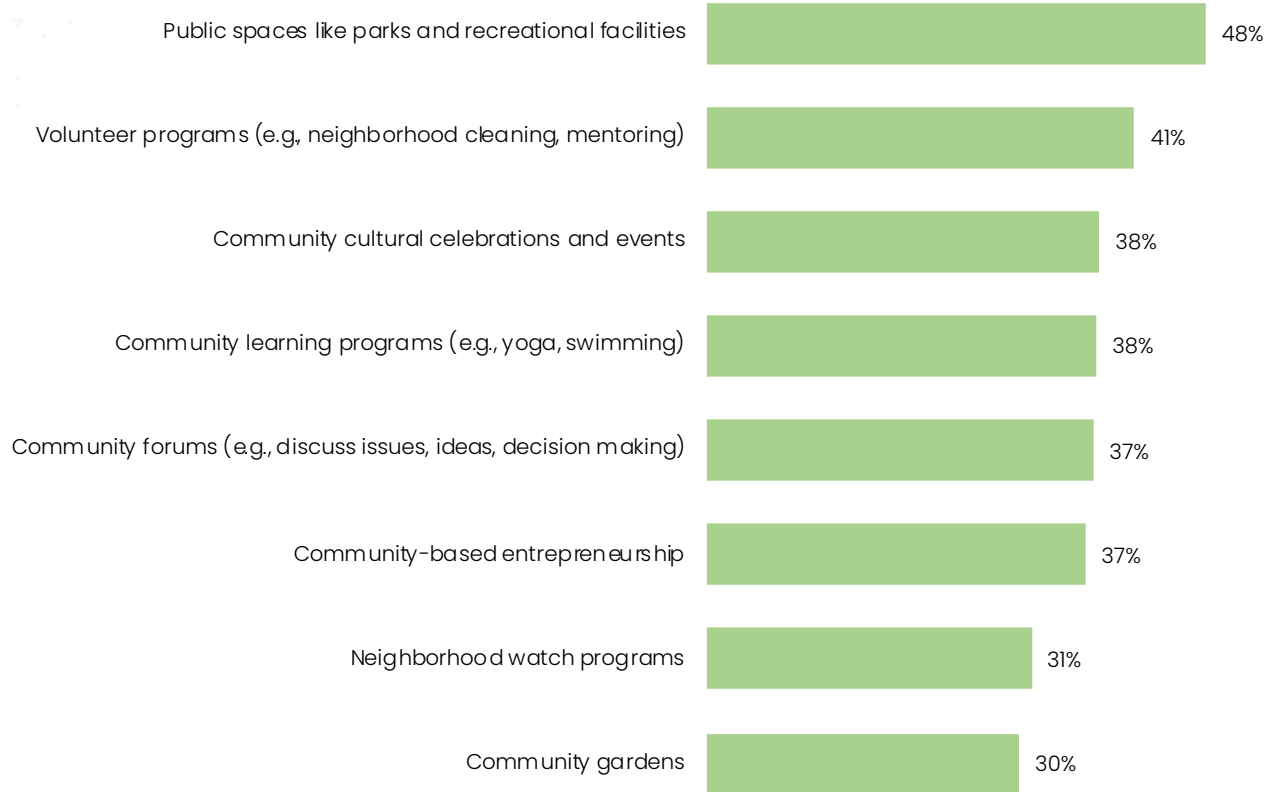 Public spaces like parks and recreational facilities 48%
Volunteer programs (e.g., neighborhood cleaning, mentoring) 41%
Community cultural celebrations and events 38%
Community learning programs (e.g., yoga, swimming) 38%
Community forums (e.g., discuss issues, ideas, decision making) 37%
Community-based entrepreneurship 37%
Neighborhood watch programs 31%
Community gardens 30%